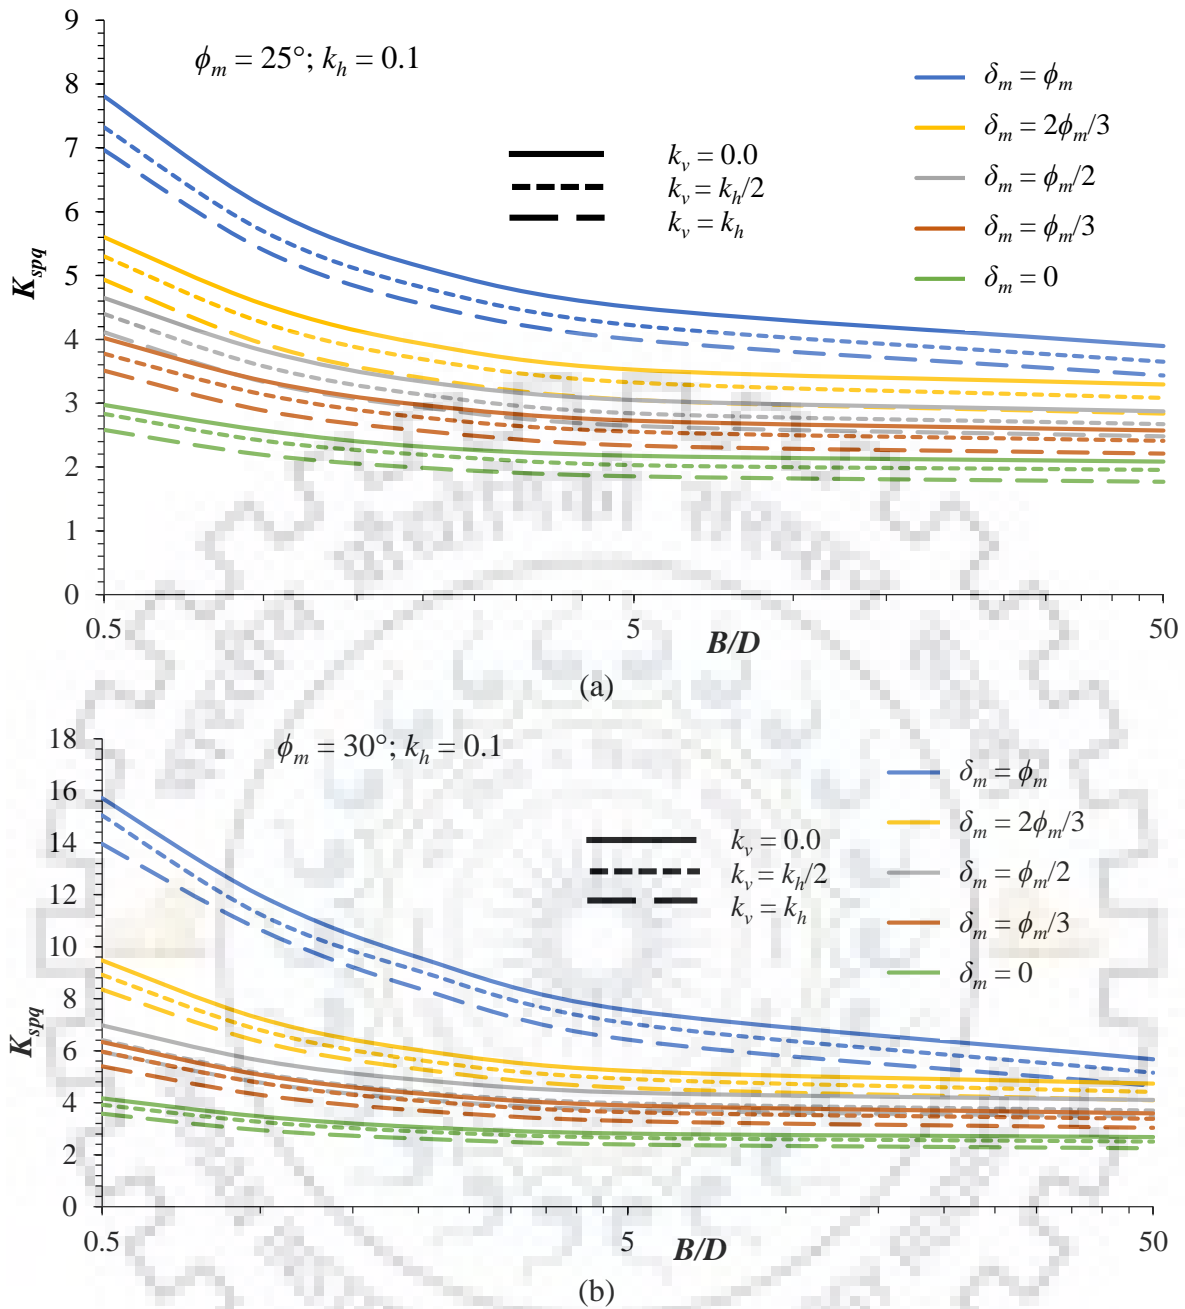 9
ϕm = 25°; kh = 0.1
8
7
6
5
4
3
2
1
0
Kspq
δm = ϕm
δm = 2ϕm/3
δm = ϕm/2
δm = ϕm/3
δm = 0
kv = 0.0
kv = kh/2
kv = kh
0.5
5
50
B/D
(a)
18
ϕm = 30°; kh = 0.1
16
14
12
10
8
6
4
2
0
Kspq
δm = ϕm
δm = 2ϕm/3
δm = ϕm/2
δm = ϕm/3
δm = 0
kv = 0.0
kv = kh/2
kv = kh
0.5
5
50
B/D
(b)